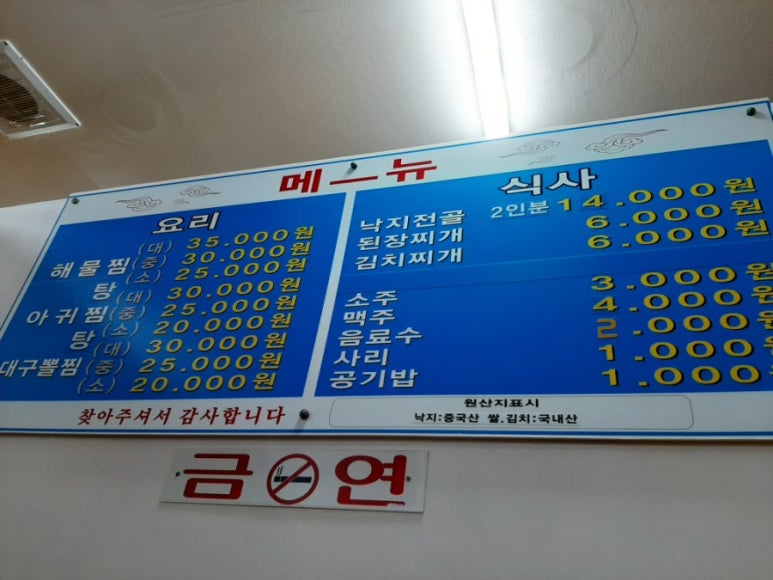 메뉴
요리
(대) 35.000원
해물찜(중) 30.000원
탕(소) 25.000원
(대) 30.000원
아귀찜(중) 25.000원
탕(소) 20.000원
(대) 30.000원
대구뽈찜(중) 25.000원
(소) 20.000원
찾아주셔서 감사합니다
식사
낙지전골 2인분 14.000원
된장찌개 6.000원
김치찌개 6.000원
소주 3.000원
맥주 4.000원
음료수 2.000원
사리 1.000원
공기밥 1.000원
원산지표시
낙지:중국산 쌀.김치:국내산
금연